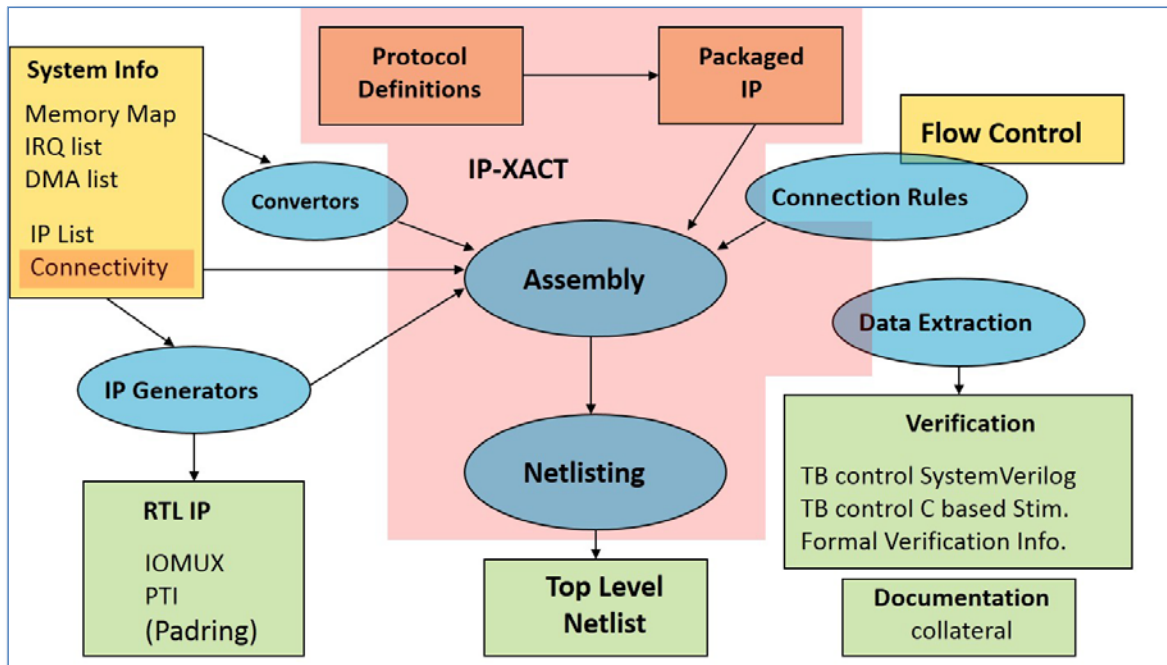 System Info
Memory Map
IRQ list
DMA list
IP List
Connectivity
Protocol
Definitions
Packaged
IP
Flow Control
IP-XACT
Convertors
Connection Rules
Assembly
Data Extraction
IP Generators
Netlisting
RTL IP
IOMUX
PTI
(Padring)
Top Level
Netlist
Verification
TB control SystemVerilog
TB control C based Stim.
Formal Verification Info.
Documentation
collateral